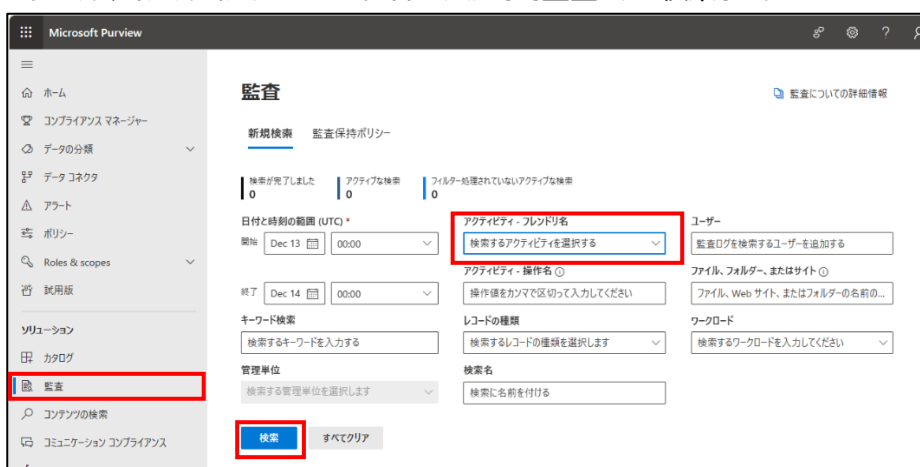 Microsoft Purview
ホーム
コンプライアンス マネージャー
データの分類
データ コネクタ
アラート
ポリシー
Roles & scopes
試用版
ソリューション
カタログ
監査
コンテンツの検索
コミュニケーション コンプライアンス
監査
監査についての詳細情報
新規検索 監査保持ポリシー
検索が完了しました アクティブな検索 フィルター処理されていないアクティブな検索
0 0 0
日付と時刻の範囲 (UTC) * アクティビティ - フレンドリ名 ユーザー
開始 Dec 13 00:00 検索するアクティビティを選択する 監査ログを検索するユーザーを追加する
アクティビティ - 操作名 ファイル、フォルダー、またはサイト
終了 Dec 14 00:00 操作値をカンマで区切って入力してください ファイル、Web サイト、またはフォルダーの名前の...
キーワード検索 レコードの種類 ワークロード
検索するキーワードを入力する 検索するレコードの種類を選択します 検索するワークロードを入力してください
管理単位 検索名
検索する管理単位を選択します 検索に名前を付ける
検索 すべてクリア